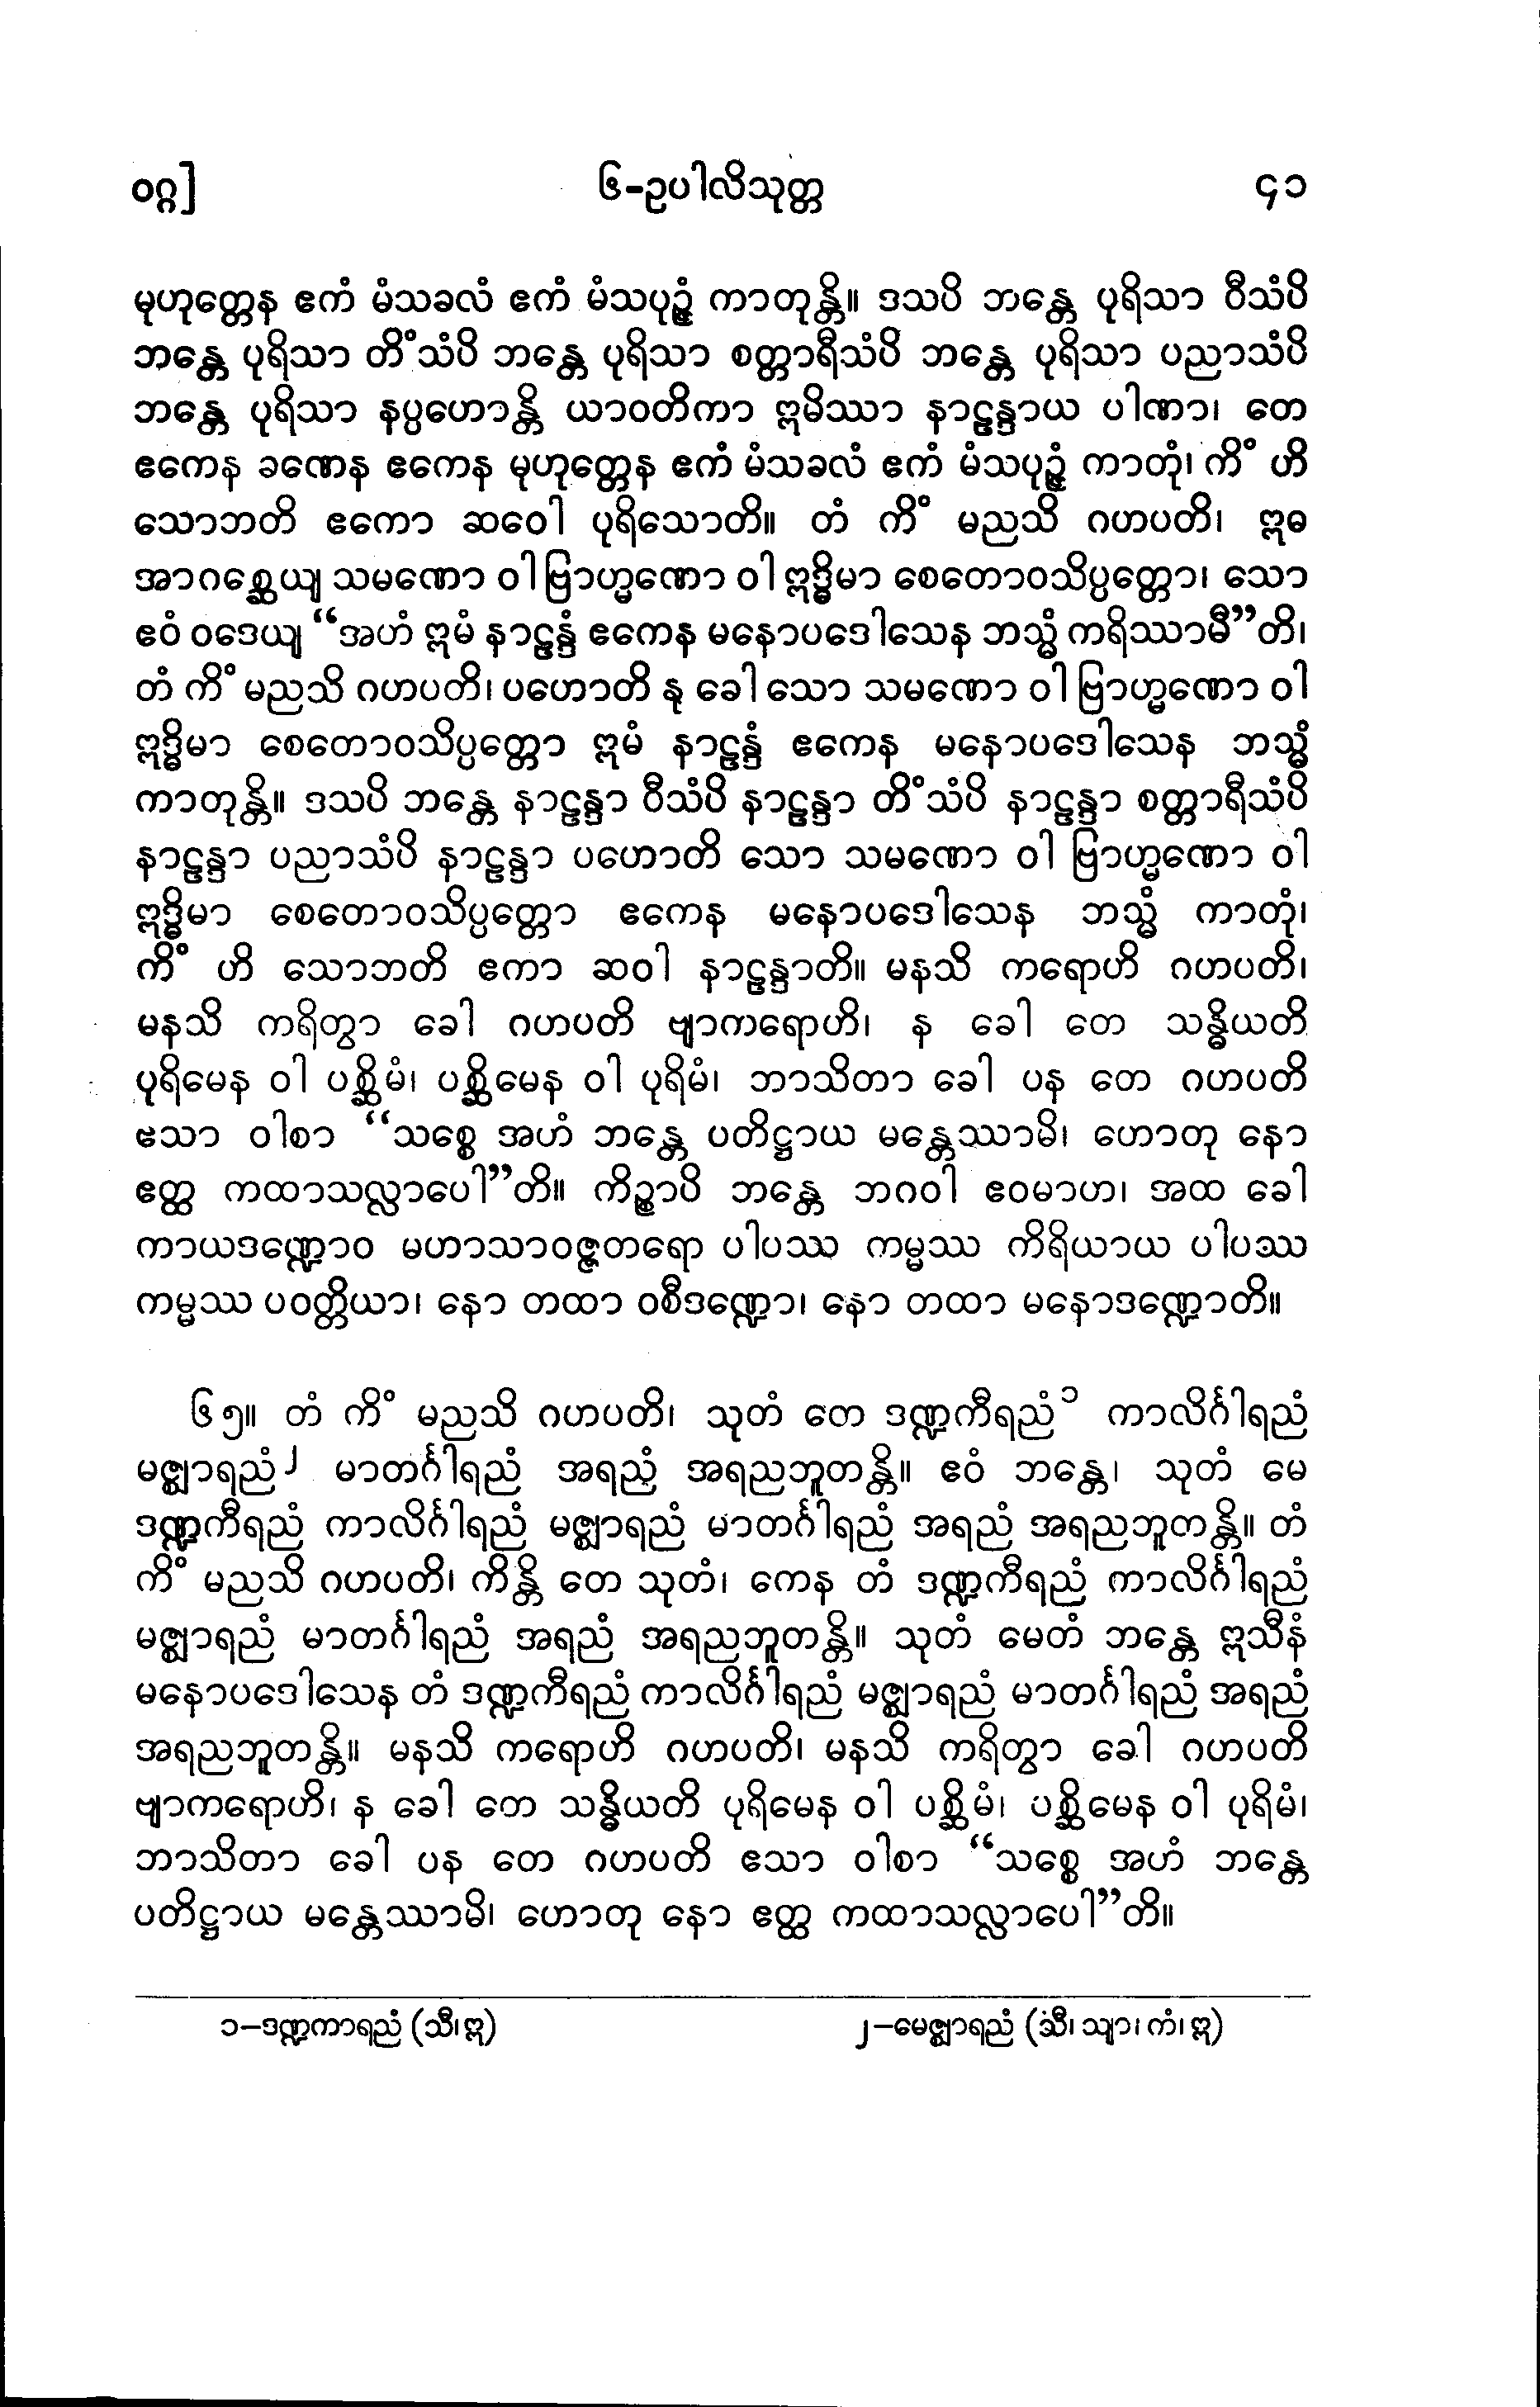 ၀ဂ္ဂ] ၆-ဥပါလိသုတ္တ ၄၁
မုဟုတ္တေန ဧကံ မံသခလံ ဧကံ မံသပုဉ္ဇံ ကာတုန္တိ။ ဒသပိ ဘန္တေ ပုရိသာ ဝီသံပိ
ဘန္တေ ပုရိသာ တိံသံပိ ဘန္တေ ပုရိသာ စတ္တာရီသံပိ ဘန္တေ ပုရိသာ ပညာသံပိ
ဘန္တေ ပုရိသာ နပ္ပဟောန္တိ ယာဝတိကာ ဣမိဿာ နာဠန္ဒာယ ပါဏာ၊ တေ
ဧကေန ခဏေန ဧကေန မုဟုတ္တေန ဧကံ မံသခလံ ဧကံ မံသပုဉ္ဇံ ကာတုံ၊ ကိံ ဟိ
သောဘတိ ဧကော ဆဝေါ ပုရိသောတိ။ တံ ကိံ မညသိ ဂဟပတိ၊ ဣဓ
အာဂစ္ဆေယျ သမဏော ဝါ ဗြာဟ္မဏော ဝါ ဣဒ္ဓိမာ စေတောဝသိပ္ပတ္တော၊ သော
ဧဝံ ဝဒေယျ “အဟံ ဣမံ နာဠန္ဒံ ဧကေန မနောပဒေါသေန ဘသ္မံ ကရိဿာမီ”တိ၊
တံ ကိံ မညသိ ဂဟပတိ၊ ပဟောတိ နု ခေါ သော သမဏော ဝါ ဗြာဟ္မဏော ဝါ
ဣဒ္ဓိမာ စေတောဝသိပ္ပတ္တော ဣမံ နာဠန္ဒံ ဧကေန မနောပဒေါသေန ဘသ္မံ
ကာတုန္တိ။ ဒသပိ ဘန္တေ နာဠန္ဒာ ဝီသံပိ နာဠန္ဒာ တိံသံပိ နာဠန္ဒာ စတ္တာရီသံပိ
နာဠန္ဒာ ပညာသံပိ နာဠန္ဒာ ပဟောတိ သော သမဏော ဝါ ဗြာဟ္မဏော ဝါ
ဣဒ္ဓိမာ စေတောဝသိပ္ပတ္တော ဧကေန မနောပဒေါသေန ဘသ္မံ ကာတုံ၊
ကိံ ဟိ သောဘတိ ဧကာ ဆဝါ နာဠန္ဒာတိ။ မနသိ ကရောဟိ ဂဟပတိ၊
မနသိ ကရိတွာ ခေါ ဂဟပတိ ဗျာကရောဟိ၊ န ခေါ တေ သန္ဓိယတိ
ပုရိမေန ဝါ ပစ္ဆိမံ၊ ပစ္ဆိမေန ဝါ ပုရိမံ၊ ဘာသိတာ ခေါ ပန တေ ဂဟပတိ
ဧသာ ဝါစာ “သစ္စေ အဟံ ဘန္တေ ပတိဋ္ဌာယ မန္တေဿာမိ၊ ဟောတု နော
ဧတ္ထ ကထာသလ္လာပေါ”တိ။ ကိဉ္စာပိ ဘန္တေ ဘဂဝါ ဧဝမာဟ၊ အထ ခေါ
ကာယဒဏ္ဍောဝ မဟာသာဝဇ္ဇတရော ပါပဿ ကမ္မဿ ကိရိယာယ ပါပဿ
ကမ္မဿ ပဝတ္တိယာ၊ နော တထာ ဝစီဒဏ္ဍော၊ နော တထာ မနောဒဏ္ဍောတိ။
၆၅။ တံ ကိံ မညသိ ဂဟပတိ၊ သုတံ တေ ဒဏ္ဍကီရညံ၁ ကာလိင်္ဂါရညံ
မဇ္ဈာရညံ၂ မာတင်္ဂါရညံ အရညံ အရညဘူတန္တိ။ ဧဝံ ဘန္တေ၊ သုတံ မေ
ဒဏ္ဍကီရညံ ကာလိင်္ဂါရညံ မဇ္ဈာရညံ မာတင်္ဂါရညံ အရညံ အရညဘူတန္တိ။ တံ
ကိံ မညသိ ဂဟပတိ၊ ကိန္တိ တေ သုတံ၊ ကေန တံ ဒဏ္ဍကီရညံ ကာလိင်္ဂါရညံ
မဇ္ဈာရညံ မာတင်္ဂါရညံ အရညံ အရညဘူတန္တိ။ သုတံ မေတံ ဘန္တေ ဣသီနံ
မနောပဒေါသေန တံ ဒဏ္ဍကီရညံ ကာလိင်္ဂါရညံ မဇ္ဈာရညံ မာတင်္ဂါရညံ အရညံ
အရညဘူတန္တိ။ မနသိ ကရောဟိ ဂဟပတိ၊ မနသိ ကရိတွာ ခေါ ဂဟပတိ
ဗျာကရောဟိ၊ န ခေါ တေ သန္ဓိယတိ ပုရိမေန ဝါ ပစ္ဆိမံ၊ ပစ္ဆိမေန ဝါ ပုရိမံ၊
ဘာသိတာ ခေါ ပန တေ ဂဟပတိ ဧသာ ဝါစာ “သစ္စေ အဟံ ဘန္တေ
ပတိဋ္ဌာယ မန္တေဿာမိ၊ ဟောတု နော ဧတ္ထ ကထာသလ္လာပေါ”တိ။
၁-ဒဏ္ဍကာရညံ (သီ၊ ဣ) ၂-မေဇ္ဈာရညံ (သီ၊ သျာ၊ ကံ၊ ဣ)